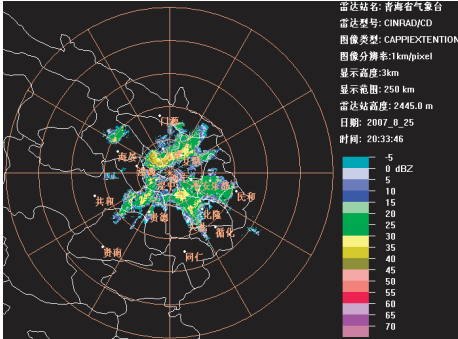 雷达站名: 青海省气象台
雷达型号: CINRAD/CD
图像类型: CAPPIEXTENTION
图像分辨率:1km/pixel
显示高度:3km
显示范围: 250 km
雷达站高度: 2445.0 m
日期: 2007_8_25
时间: 20:33:46
-5
0 dBZ
5
10
15
20
25
30
35
40
45
50
55
60
65
70
门源
海晏
共和
贵德
贵南
同仁
循化
化隆
民和